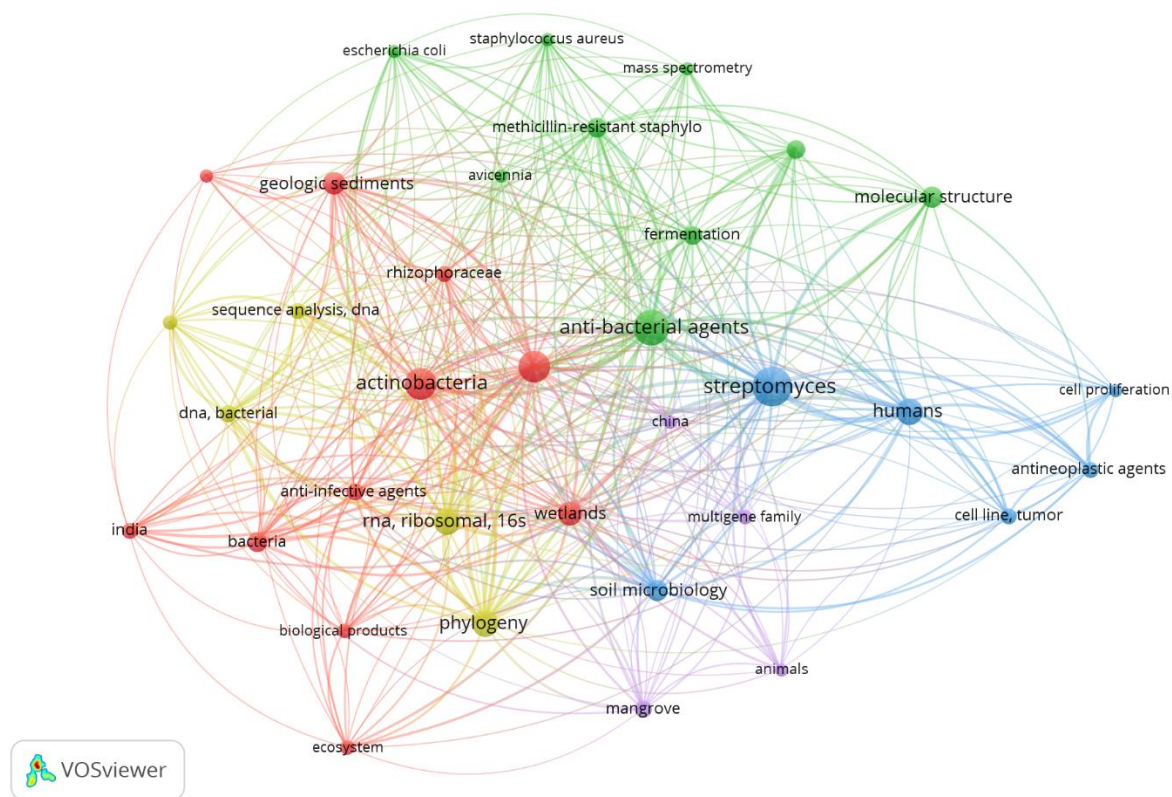 staphylococcus aureus
escherichia coli
mass spectrometry
methicillin-resistant staphylo
avicennia
geologic sediments
molecular structure
fermentation
rhizophoraceae
sequence analysis, dna
anti-bacterial agents
actinobacteria
streptomyces
cell proliferation
dna, bacterial
china
humans
antineoplastic agents
anti-infective agents
rna, ribosomal, 16s
wetlands
multigene family
cell line, tumor
india
bacteria
soil microbiology
biological products
phylogeny
animals
mangrove
ecosystem
VOSviewer